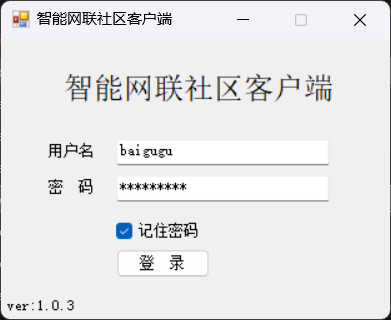 智能网联社区客户端
智能网联社区客户端
用户名 baigugu
密 码 *********
记住密码
登 录
ver:1.0.3